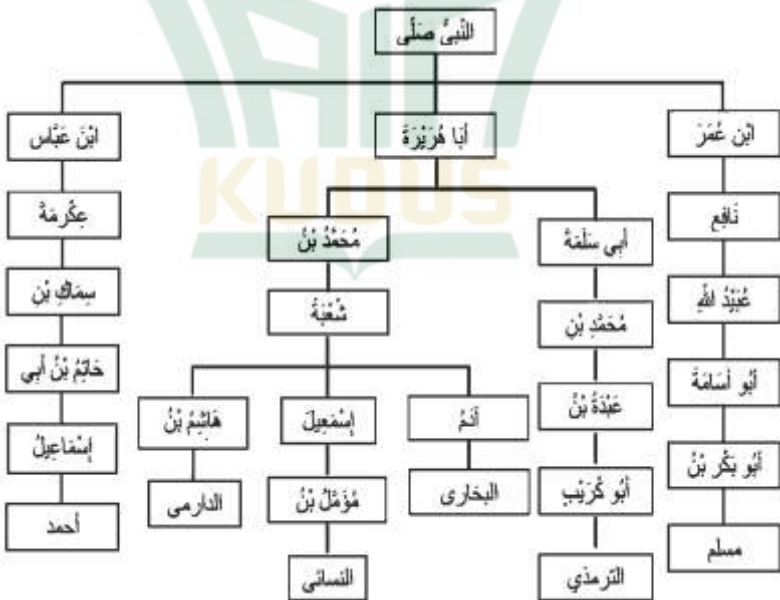 النَّبِيُّ صَلَّى
ابْنِ عُمَرَ
أَبَا هُرَيْرَةَ
ابْنَ عَبَّاس
نَافِعٍ
أَبِي سَلَمَةَ
مُحَمَّدُ بْنُ
عِكْرِمَةَ
عُبَيْدُ اللهِ
مُحَمَّدِ بْنِ
شُعْبَةُ
سِمَاكِ بْنِ
أَبُو أُسَامَةَ
عَبْدَةُ بْنُ
آدَمُ
إِسْمَعِيلَ
هَاشِمُ بْنُ
حَاتِمُ بْنُ أَبِي
أَبُو بَكْرِ بْنُ
أَبُو كُرَيْبٍ
البخارى
مُؤَمَّلُ بْنُ
الدارمى
إِسْمَاعِيلُ
مسلم
الترمذي
النسائى
أحمد
KUDUS